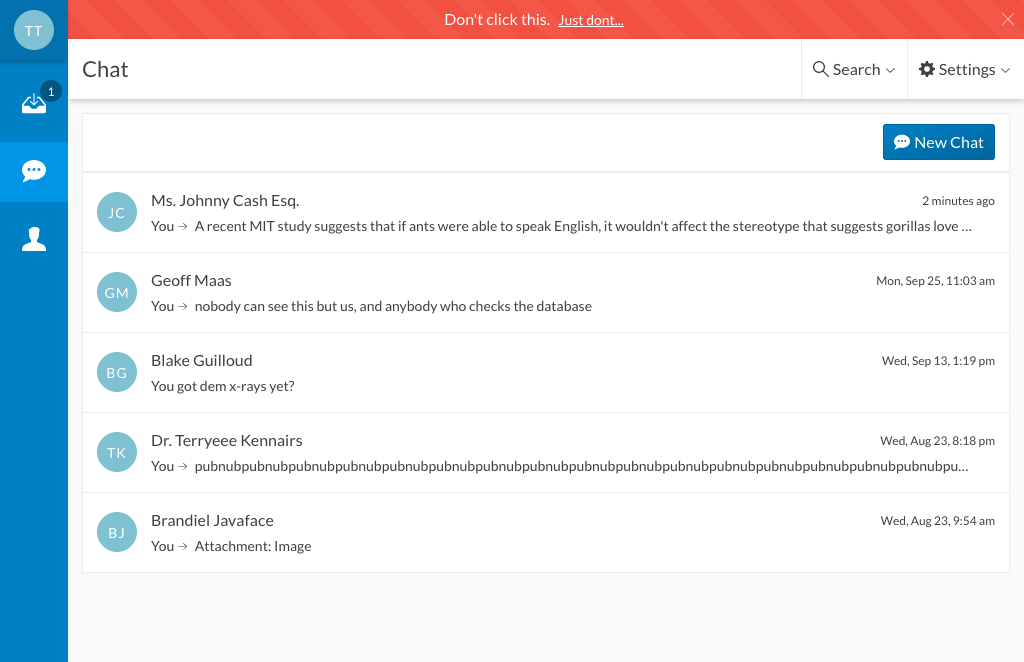 TT
Don't click this. Just dont...
1
Chat
Search
Settings
New Chat
JC
Ms. Johnny Cash Esq.
2 minutes ago
You → A recent MIT study suggests that if ants were able to speak English, it wouldn't affect the stereotype that suggests gorillas love ...
GM
Geoff Maas
Mon, Sep 25, 11:03 am
You → nobody can see this but us, and anybody who checks the database
BG
Blake Guilloud
Wed, Sep 13, 1:19 pm
You got dem x-rays yet?
TK
Dr. Terryeee Kennairs
Wed, Aug 23, 8:18 pm
You → pubnubpubnubpubnubpubnubpubnubpubnubpubnubpubnubpubnubpubnubpubnubpubnubpubnubpubnubpubnubpubnubpu...
BJ
Brandiel Javaface
Wed, Aug 23, 9:54 am
You → Attachment: Image